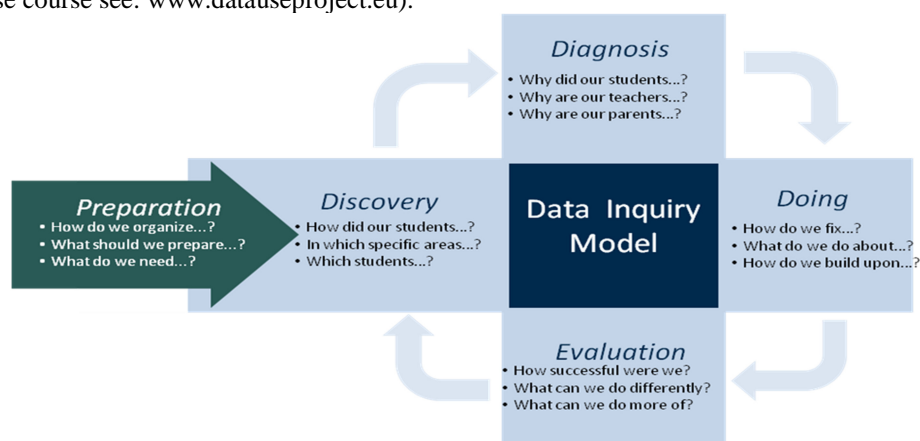 se course see: www.datauseproject.eu).
Diagnosis
• Why did our students...?
• Why are our teachers...?
• Why are our parents...?
Preparation
• How do we organize...?
• What should we prepare...?
• What do we need...?
Discovery
• How did our students...?
• In which specific areas...?
• Which students...?
Data Inquiry
Model
Doing
• How do we fix...?
• What do we do about...?
• How do we build upon...?
Evaluation
• How successful were we?
• What can we do differently?
• What can we do more of?